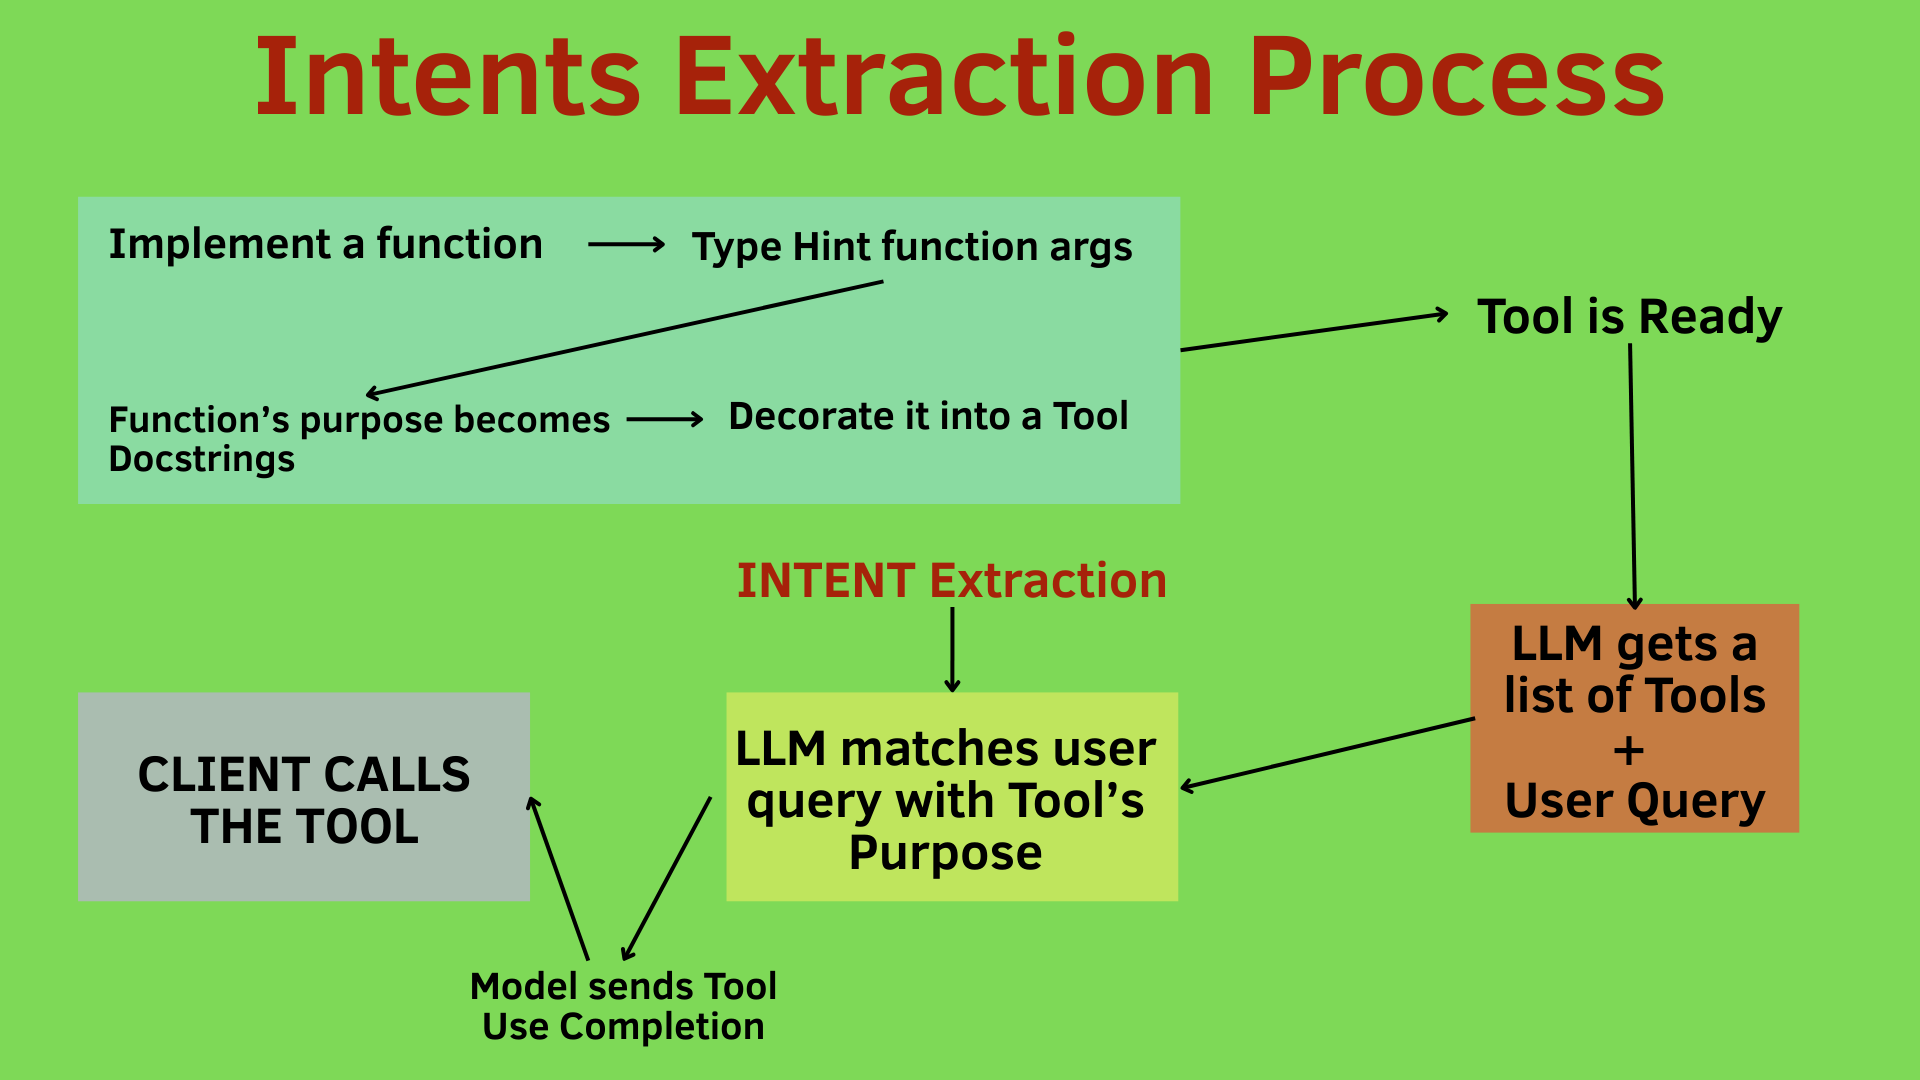 Intents Extraction Process
Implement a function
Type Hint function args
Function’s purpose becomes
Docstrings
Decorate it into a Tool
Tool is Ready
LLM gets a
list of Tools
+
User Query
INTENT Extraction
LLM matches user
query with Tool’s
Purpose
Model sends Tool
Use Completion
CLIENT CALLS
THE TOOL